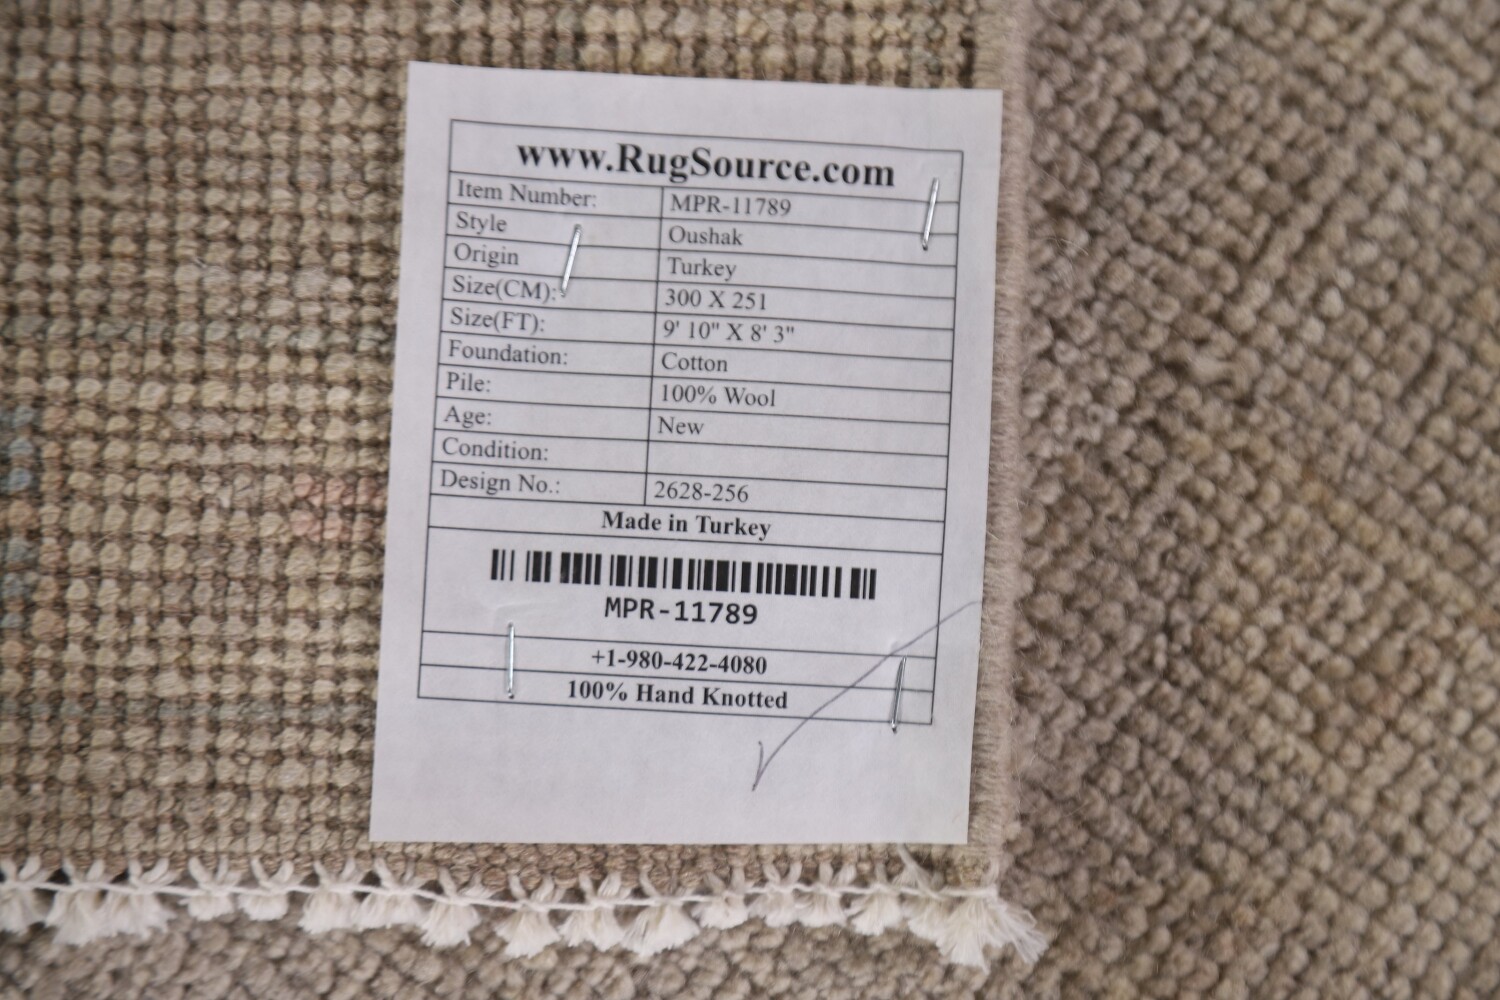 www.RugSource.com
Item Number: MPR-11789
Style Oushak
Origin Turkey
Size(CM): 300 X 251
Size(FT): 9' 10" X 8' 3"
Foundation: Cotton
Pile: 100% Wool
Age: New
Condition:
Design No.: 2628-256
Made in Turkey
MPR-11789
+1-980-422-4080
100% Hand Knotted